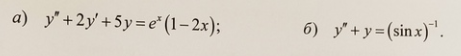 а) y″ + 2y′ + 5y = eˣ(1 − 2x); б) y″ + y = (sin x)⁻¹.